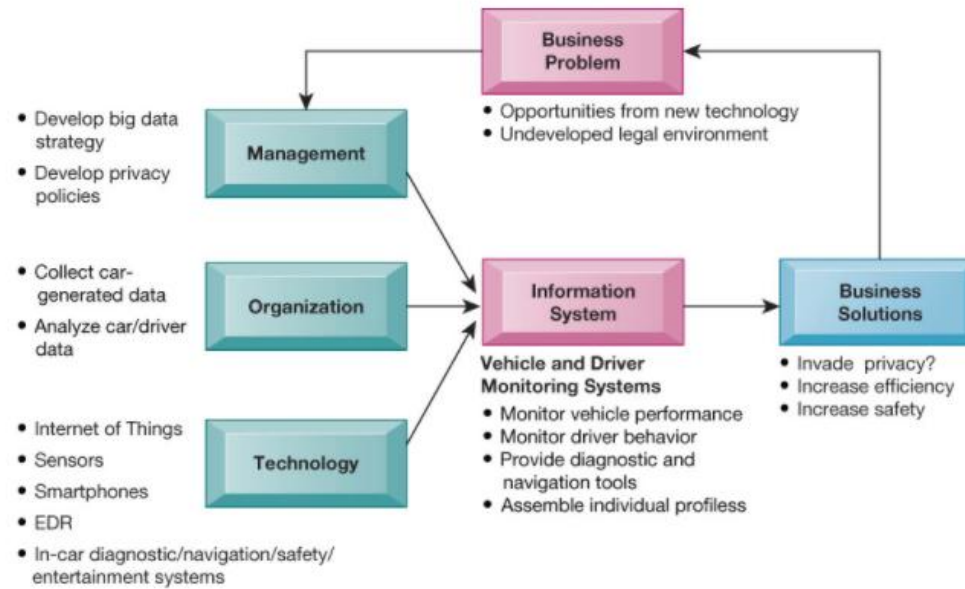 Business
Problem
• Opportunities from new technology
• Undeveloped legal environment
• Develop big data
strategy
• Develop privacy
policies
Management
• Collect car-
generated data
• Analyze car/driver
data
Organization
Information
System
Business
Solutions
Vehicle and Driver
Monitoring Systems
• Monitor vehicle performance
• Monitor driver behavior
• Provide diagnostic and
navigation tools
• Assemble individual profiless
• Invade privacy?
• Increase efficiency
• Increase safety
• Internet of Things
• Sensors
• Smartphones
• EDR
• In-car diagnostic/navigation/safety/
entertainment systems
Technology